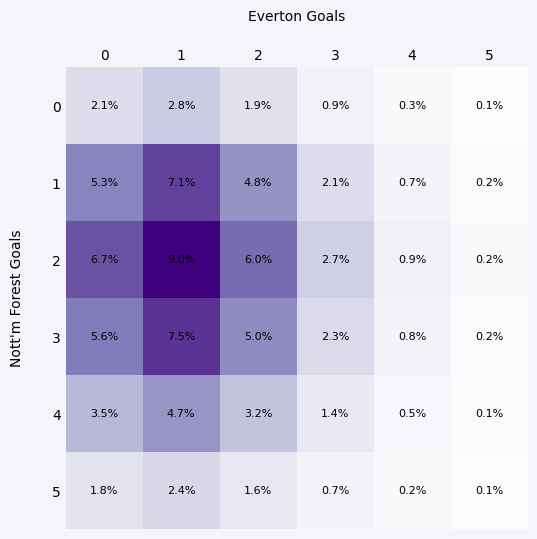 Everton Goals
0 1 2 3 4 5
0 2.1% 2.8% 1.9% 0.9% 0.3% 0.1%
1 5.3% 7.1% 4.8% 2.1% 0.7% 0.2%
2 6.7% 9.0% 6.0% 2.7% 0.9% 0.2%
3 5.6% 7.5% 5.0% 2.3% 0.8% 0.2%
4 3.5% 4.7% 3.2% 1.4% 0.5% 0.1%
5 1.8% 2.4% 1.6% 0.7% 0.2% 0.1%
Nott'm Forest Goals